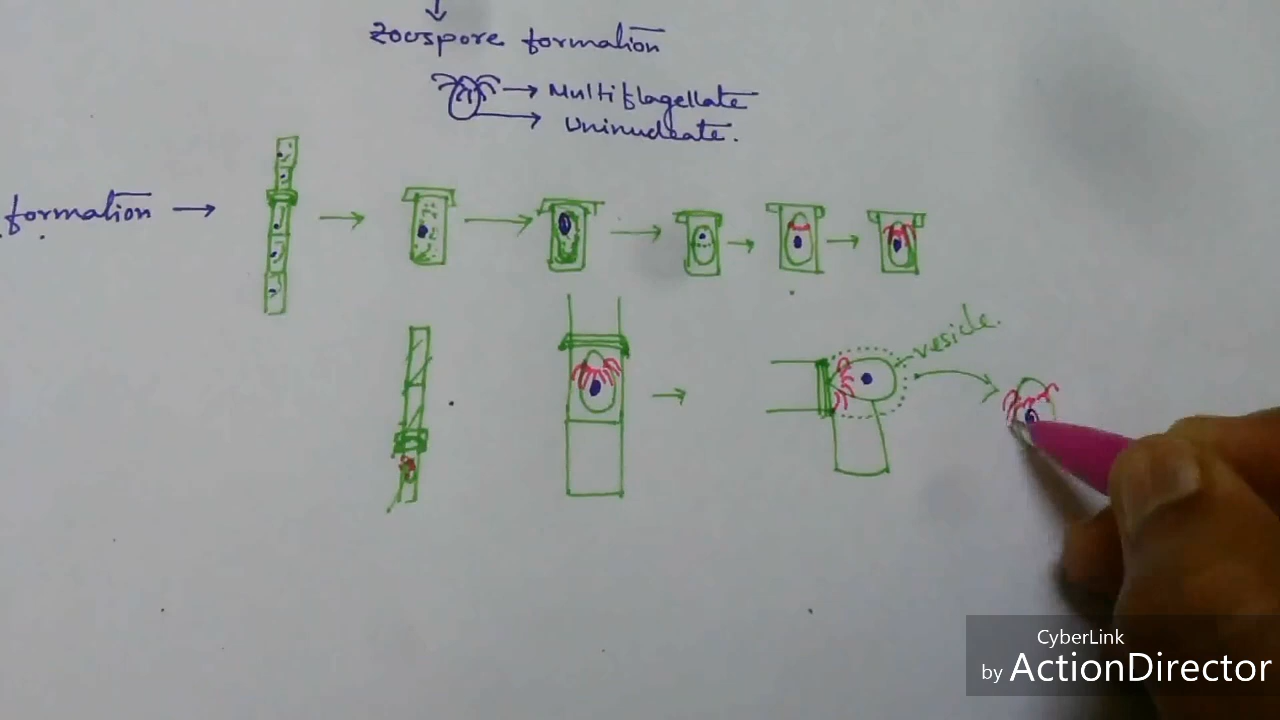 Zoospore formation
→ Multiflagellate
→ Uninucleate.
formation →
vesicle.
CyberLink
by ActionDirector